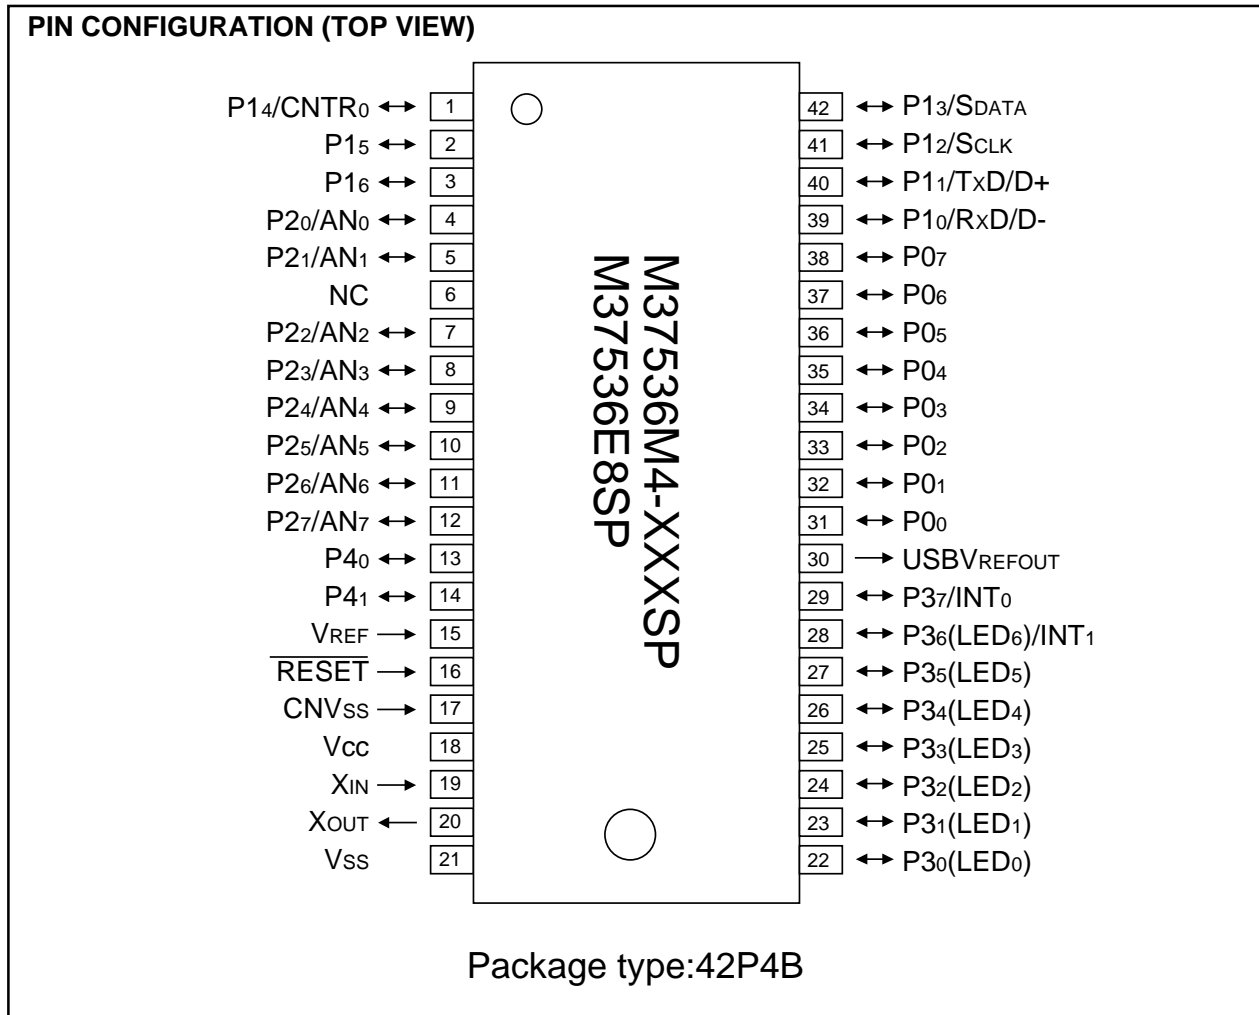 PIN CONFIGURATION (TOP VIEW)
P14/CNTR0 ↔ 1
P15 ↔ 2
P16 ↔ 3
P20/AN0 ↔ 4
P21/AN1 ↔ 5
NC 6
P22/AN2 ↔ 7
P23/AN3 ↔ 8
P24/AN4 ↔ 9
P25/AN5 ↔ 10
P26/AN6 ↔ 11
P27/AN7 ↔ 12
P40 ↔ 13
P41 ↔ 14
VREF → 15
RESET → 16
CNVSS → 17
Vcc 18
XIN → 19
XOUT ← 20
VSS 21
M37536M4-XXXSP
M37536E8SP
42 ↔ P13/SDATA
41 ↔ P12/SCLK
40 ↔ P11/TXD/D+
39 ↔ P10/RXD/D-
38 ↔ P07
37 ↔ P06
36 ↔ P05
35 ↔ P04
34 ↔ P03
33 ↔ P02
32 ↔ P01
31 ↔ P00
30 → USBVREFOUT
29 ↔ P37/INT0
28 ↔ P36(LED6)/INT1
27 ↔ P35(LED5)
26 ↔ P34(LED4)
25 ↔ P33(LED3)
24 ↔ P32(LED2)
23 ↔ P31(LED1)
22 ↔ P30(LED0)
Package type:42P4B